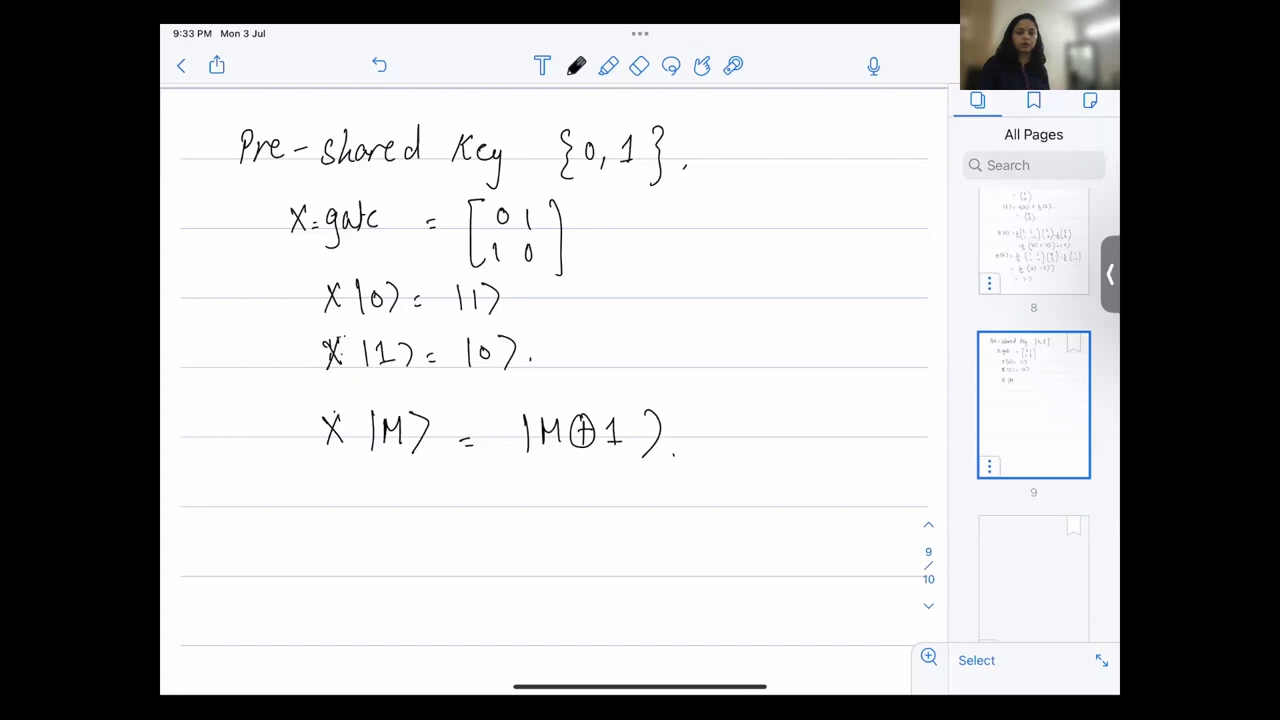 9:33 PM Mon 3 Jul
All Pages
Search
Pre-shared Key {0, 1}.
X-gate = [0 1
1 0]
X|0⟩ = |1⟩
X|1⟩ = |0⟩.
X|M⟩ = |M⊕1⟩.
8
9
9
/
10
Select